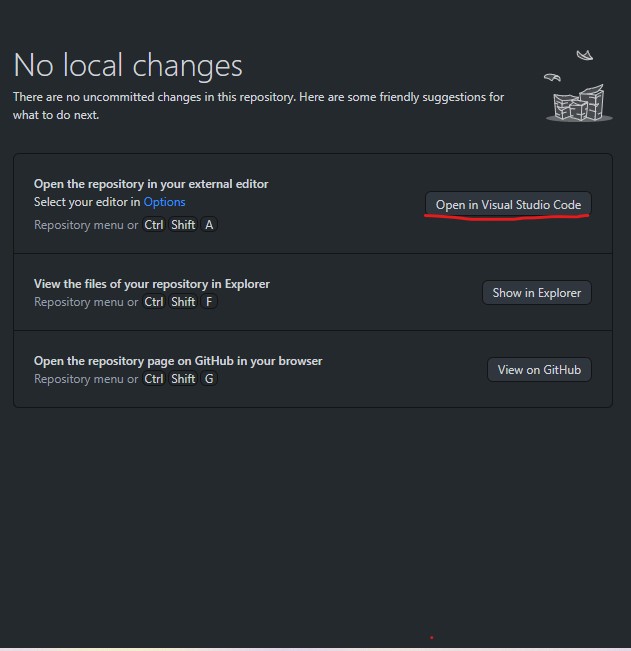 No local changes
There are no uncommitted changes in this repository. Here are some friendly suggestions for
what to do next.
Open the repository in your external editor
Select your editor in Options
Repository menu or Ctrl Shift A
Open in Visual Studio Code
View the files of your repository in Explorer
Repository menu or Ctrl Shift F
Show in Explorer
Open the repository page on GitHub in your browser
Repository menu or Ctrl Shift G
View on GitHub